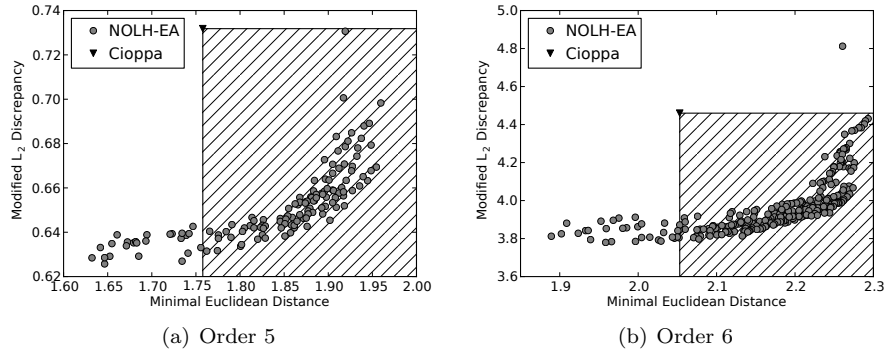 0.74
0.72
0.70
0.68
0.66
0.64
0.62
Modified L2 Discrepancy
NOLH-EA
Cioppa
1.60 1.65 1.70 1.75 1.80 1.85 1.90 1.95 2.00
Minimal Euclidean Distance
(a) Order 5
5.0
4.8
4.6
4.4
4.2
4.0
3.8
3.6
Modified L2 Discrepancy
NOLH-EA
Cioppa
1.9 2.0 2.1 2.2 2.3
Minimal Euclidean Distance
(b) Order 6